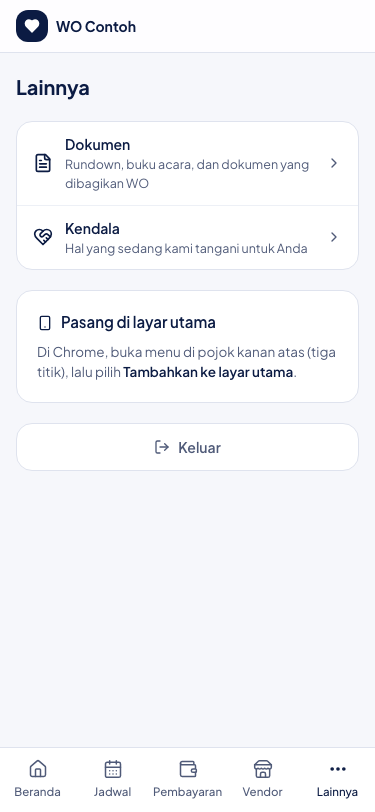 WO Contoh
Lainnya
Dokumen
Rundown, buku acara, dan dokumen yang
dibagikan WO
Kendala
Hal yang sedang kami tangani untuk Anda
Pasang di layar utama
Di Chrome, buka menu di pojok kanan atas (tiga
titik), lalu pilih Tambahkan ke layar utama.
Keluar
Beranda
Jadwal
Pembayaran
Vendor
Lainnya